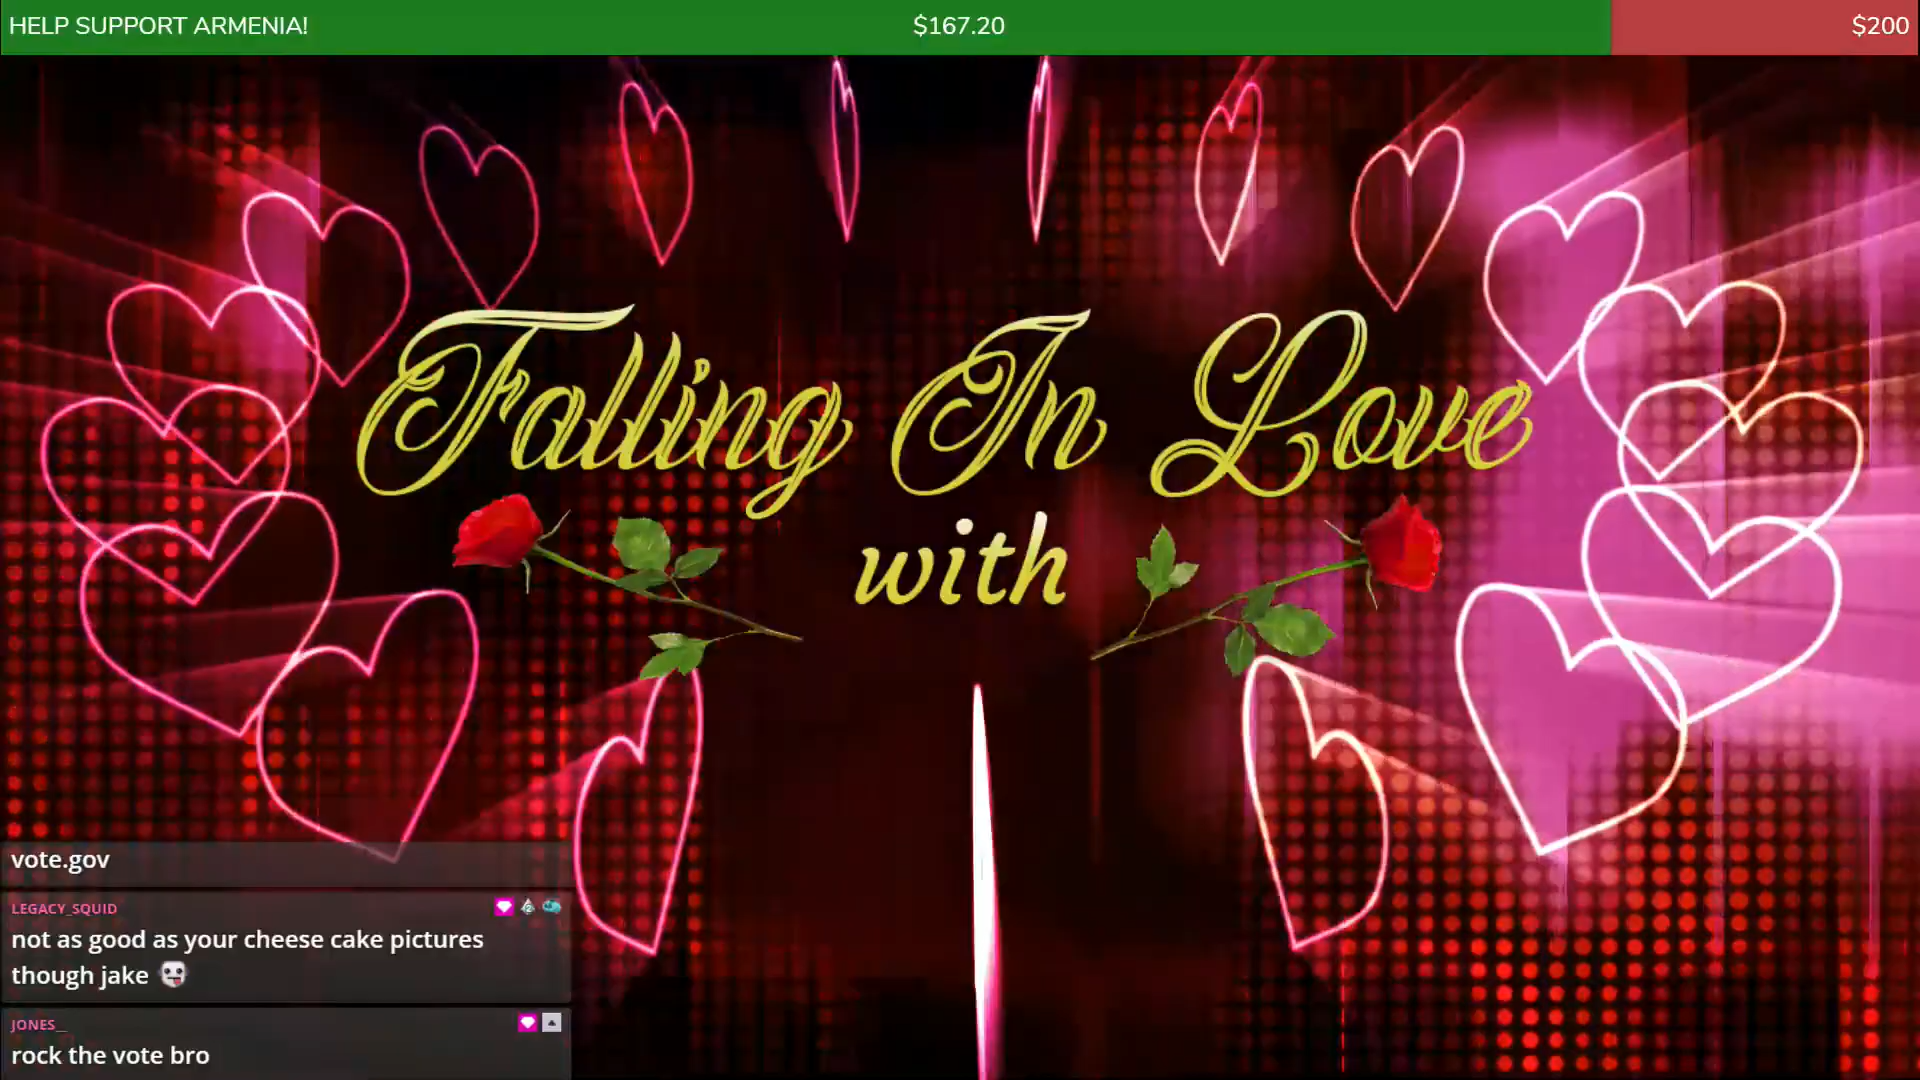 HELP SUPPORT ARMENIA! $167.20 $200
Falling In Love
with
vote.gov
LEGACY_SQUID
not as good as your cheese cake pictures
though jake
JONES__
rock the vote bro